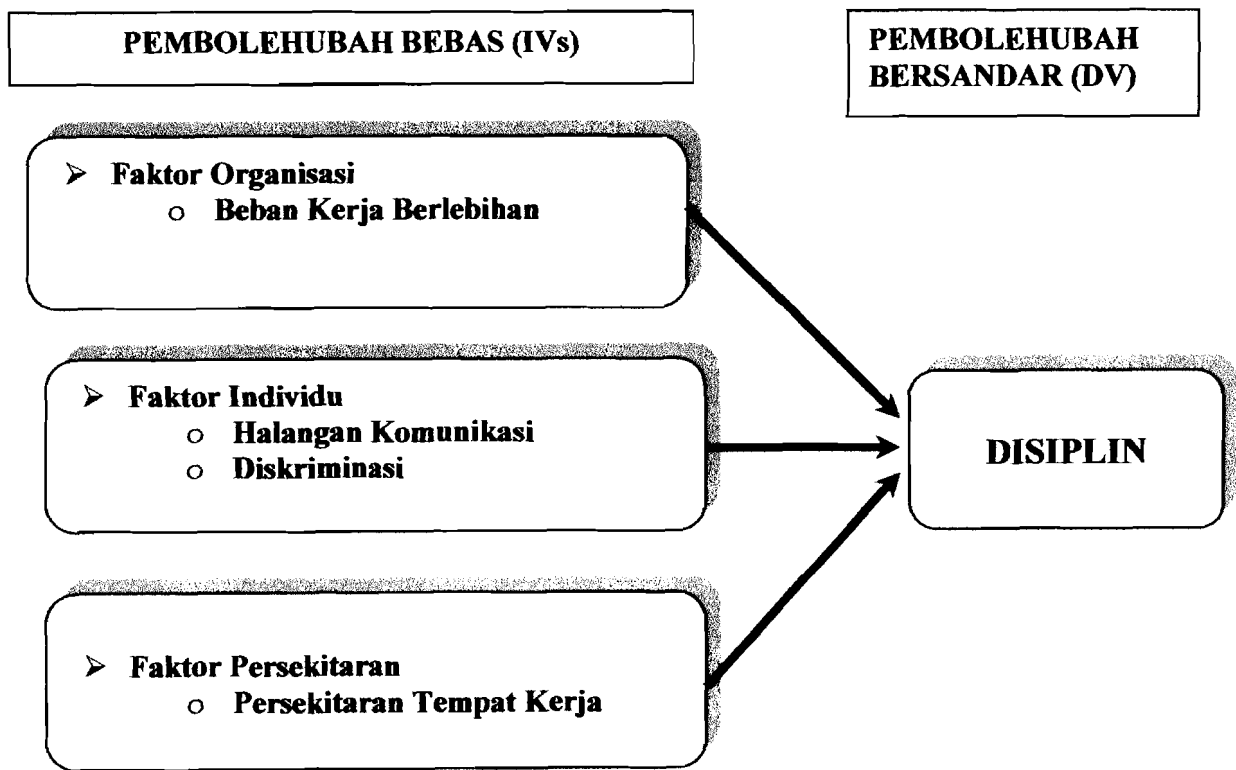 PEMBOLEHUBAH BEBAS (IVs)
PEMBOLEHUBAH
BERSANDAR (DV)
➢ Faktor Organisasi
o Beban Kerja Berlebihan
➢ Faktor Individu
o Halangan Komunikasi
o Diskriminasi
➢ Faktor Persekitaran
o Persekitaran Tempat Kerja
DISIPLIN